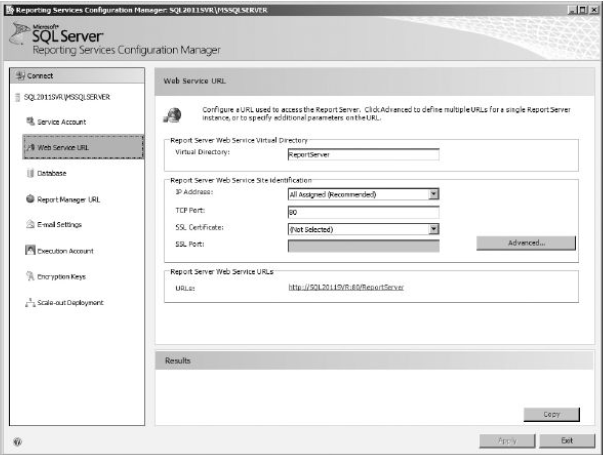 Reporting Services Configuration Manager: SQL2011SVR\MSSQLSERVER
Microsoft
SQL Server
Reporting Services Configuration Manager
Connect
SQL2011SVR\MSSQLSERVER
Service Account
Web Service URL
Database
Report Manager URL
E-mail Settings
Execution Account
Encryption Keys
Scale-out Deployment
Web Service URL
Configure a URL used to access the Report Server. Click Advanced to define multiple URLs for a single Report Server
instance, or to specify additional parameters on the URL.
Report Server Web Service Virtual Directory
Virtual Directory:
ReportServer
Report Server Web Service Site identification
IP Address:
All Assigned (Recommended)
TCP Port:
80
SSL Certificate:
(Not Selected)
SSL Port:
Advanced...
Report Server Web Service URLs
URLs:
http://SQL2011SVR:80/ReportServer
Results
Copy
Apply
Exit